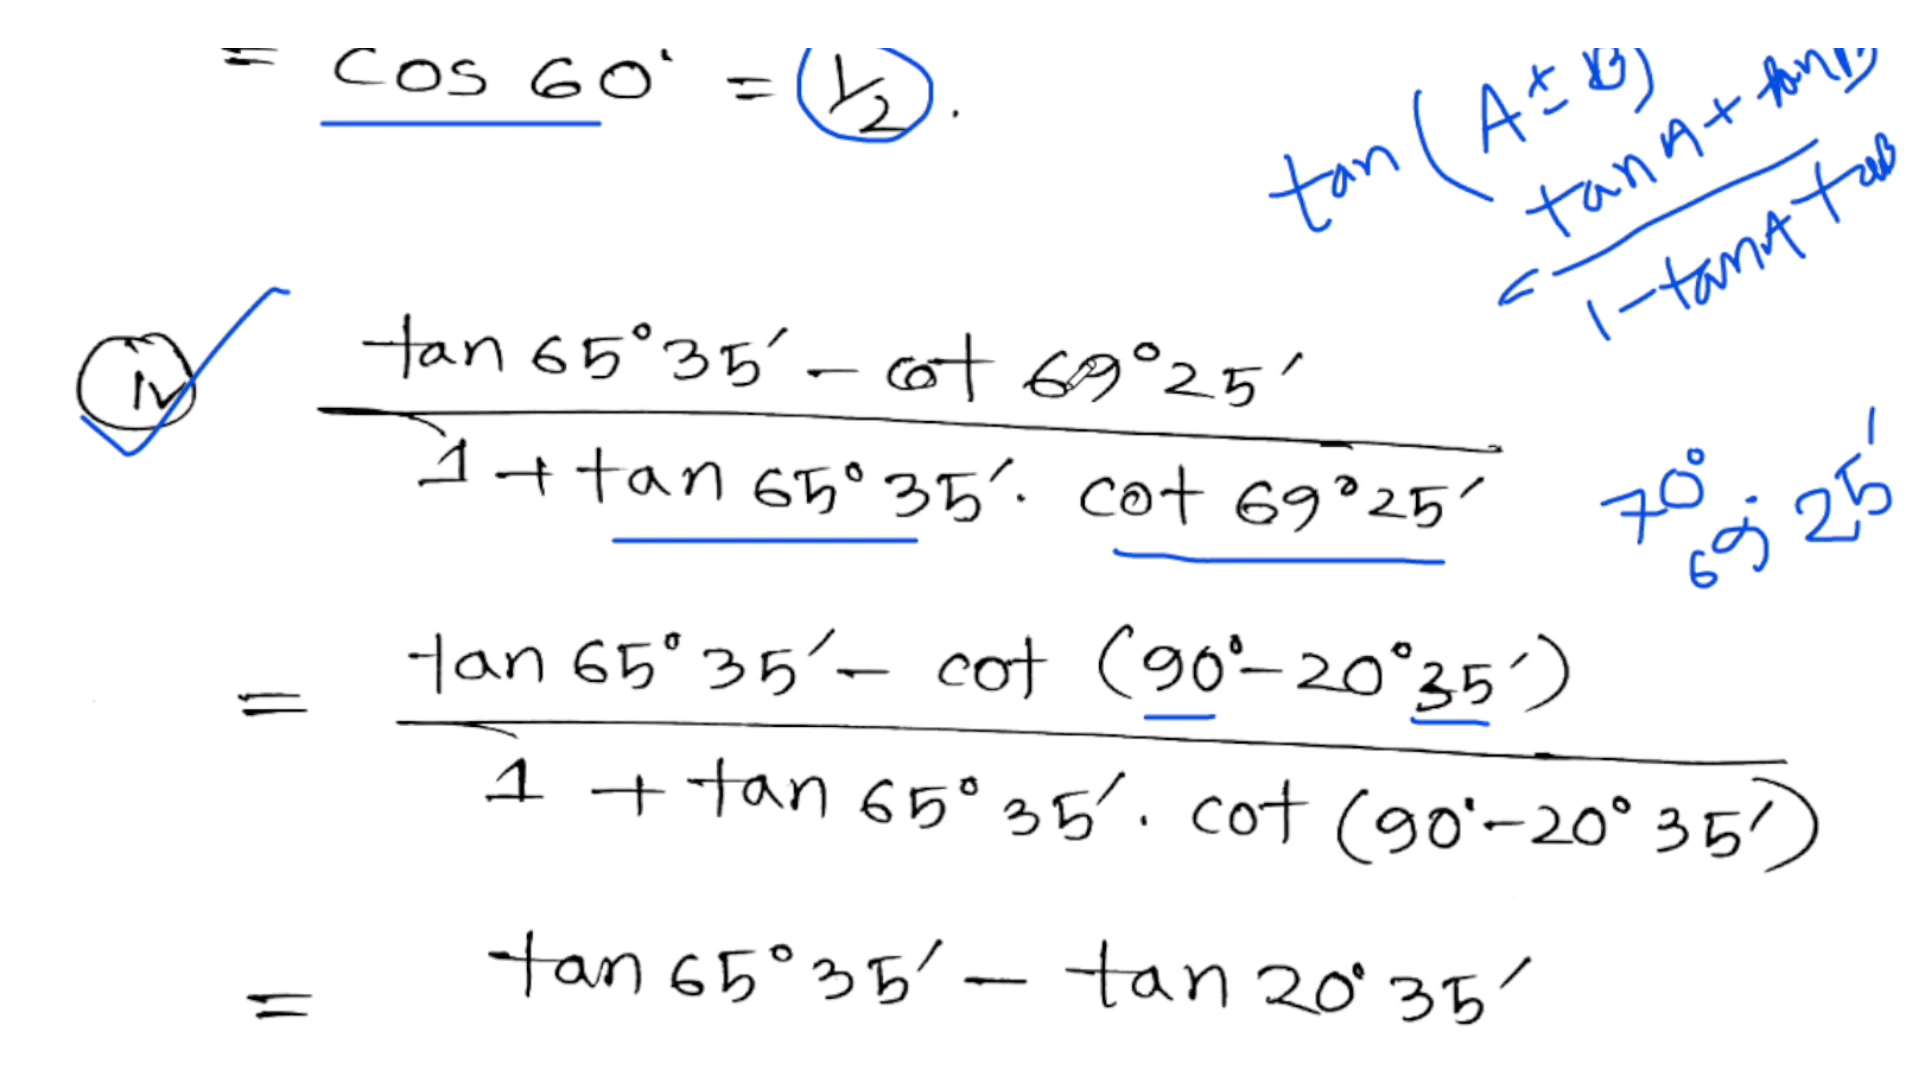 = cos 60° = 1/2.
tan (A ± B)
tan A + tan B
1 - tan A tan B
iv
tan 65°35′ - cot 69°25′
1 + tan 65°35′. cot 69°25′
70°
69° 25′
= tan 65°35′ - cot (90° - 20°35′)
1 + tan 65°35′. cot (90° - 20°35′)
= tan 65°35′ - tan 20°35′